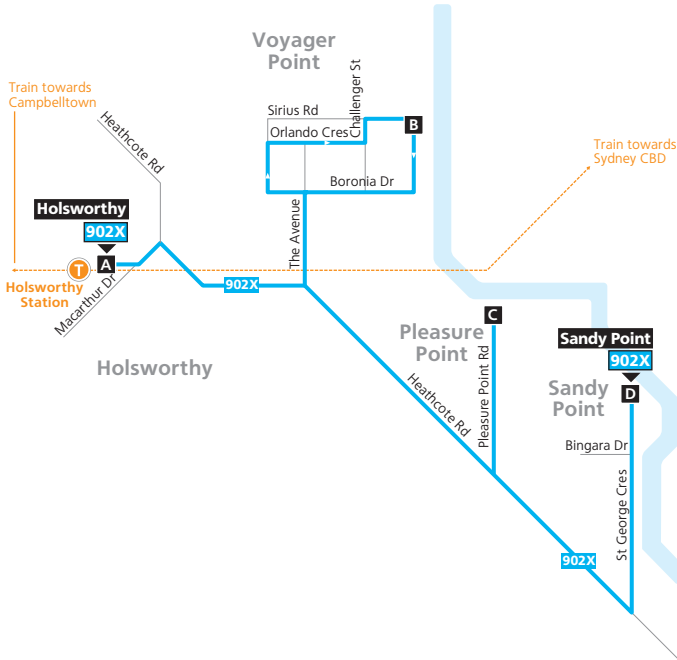 Voyager
Point
Challenger St
Sirius Rd
Orlando Cres
B
Boronia Dr
Train towards
Campbelltown
Heathcote Rd
Train towards
Sydney CBD
Holsworthy
902X
A
T
Holsworthy
Station
Macarthur Dr
The Avenue
902X
Holsworthy
C
Pleasure
Point
Pleasure Point Rd
Heathcote Rd
Sandy Point
902X
D
Sandy
Point
Bingara Dr
St George Cres
902X